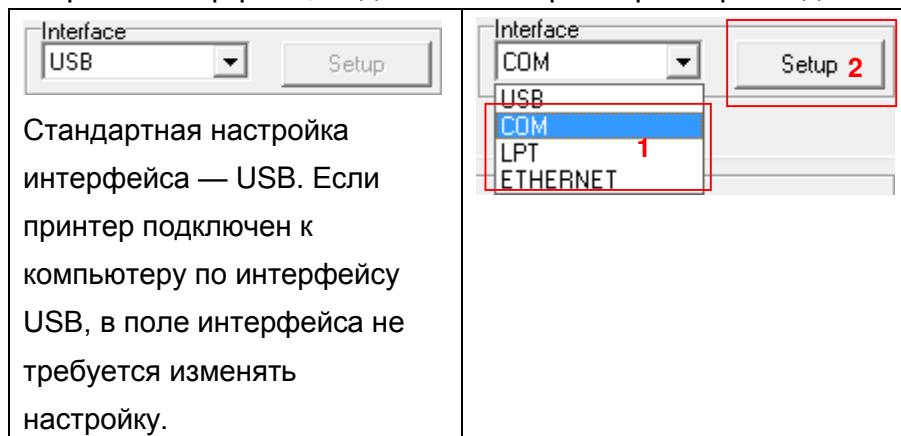 Interface
USB
Setup
Стандартная настройка
интерфейса — USB. Если
принтер подключен к
компьютеру по интерфейсу
USB, в поле интерфейса не
требуется изменять
настройку.
Interface
COM
Setup 2
USB
COM
LPT 1
ETHERNET